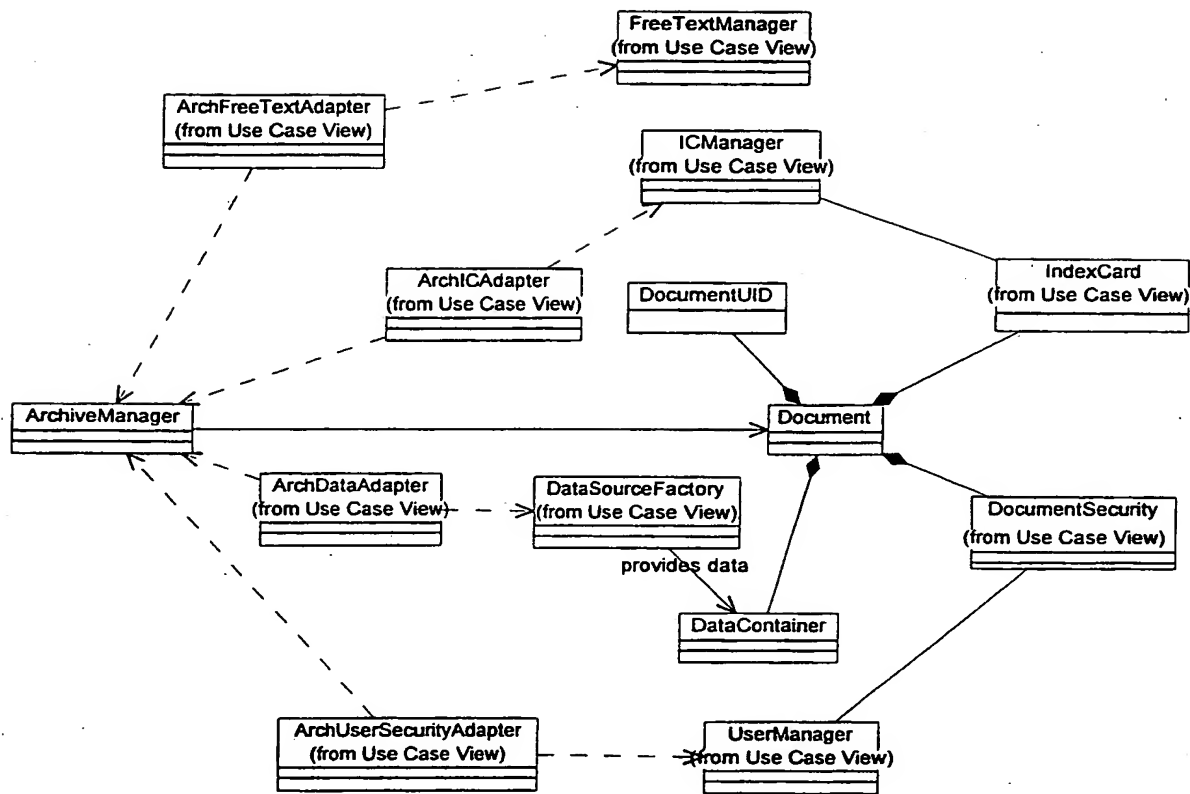 FreeTextManager
(from Use Case View)
ArchFreeTextAdapter
(from Use Case View)
ICManager
(from Use Case View)
ArchICAdapter
(from Use Case View)
DocumentUID
IndexCard
(from Use Case View)
ArchiveManager
Document
ArchDataAdapter
(from Use Case View)
DataSourceFactory
(from Use Case View)
DocumentSecurity
(from Use Case View)
provides data
DataContainer
ArchUserSecurityAdapter
(from Use Case View)
UserManager
(from Use Case View)